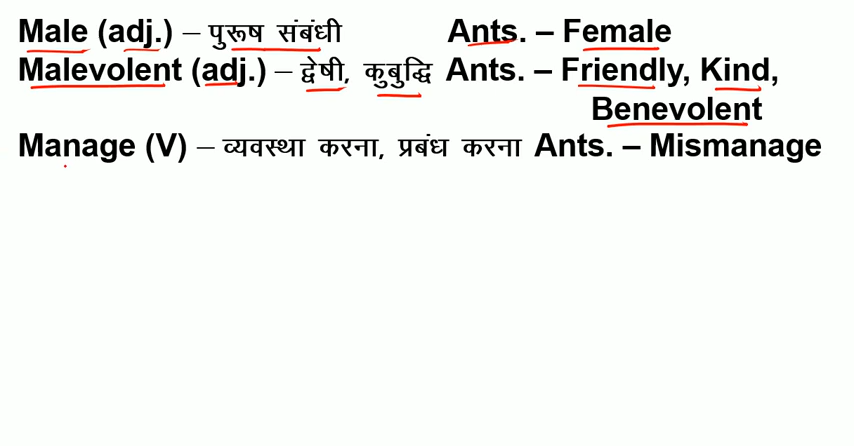 Male (adj.) – पुरूष संबंधी Ants. – Female
Malevolent (adj.) – द्वेषी, कुबुद्धि Ants. – Friendly, Kind,
Benevolent
Manage (V) – व्यवस्था करना, प्रबंध करना Ants. – Mismanage